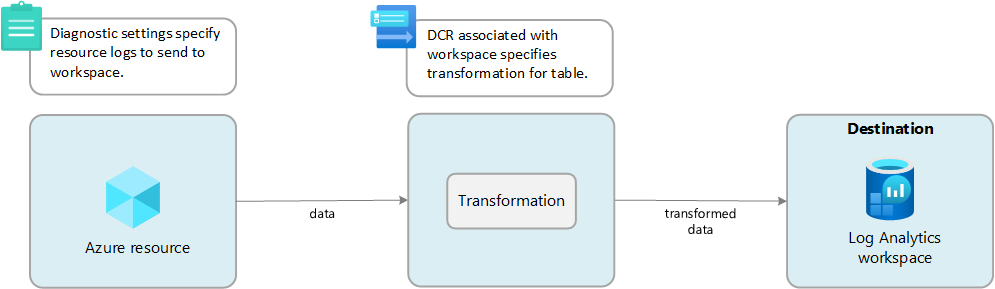 Diagnostic settings specify
resource logs to send to
workspace.
DCR associated with
workspace specifies
transformation for table.
Azure resource
data
Transformation
transformed
data
Destination
Log Analytics
workspace